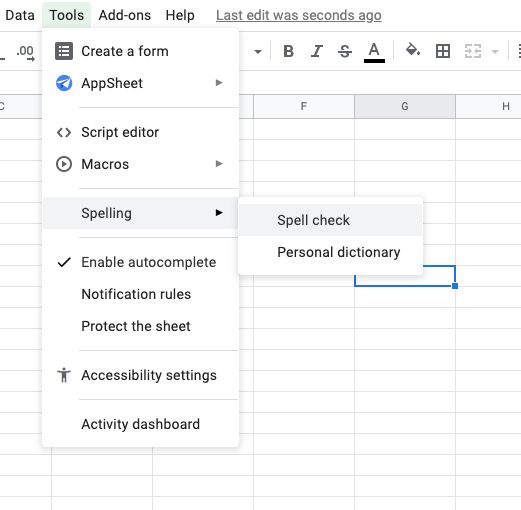 Data Tools Add-ons Help Last edit was seconds ago
.00 B I S A
Create a form
AppSheet
C F G H
Script editor
Macros
Spelling
Spell check
Personal dictionary
Enable autocomplete
Notification rules
Protect the sheet
Accessibility settings
Activity dashboard